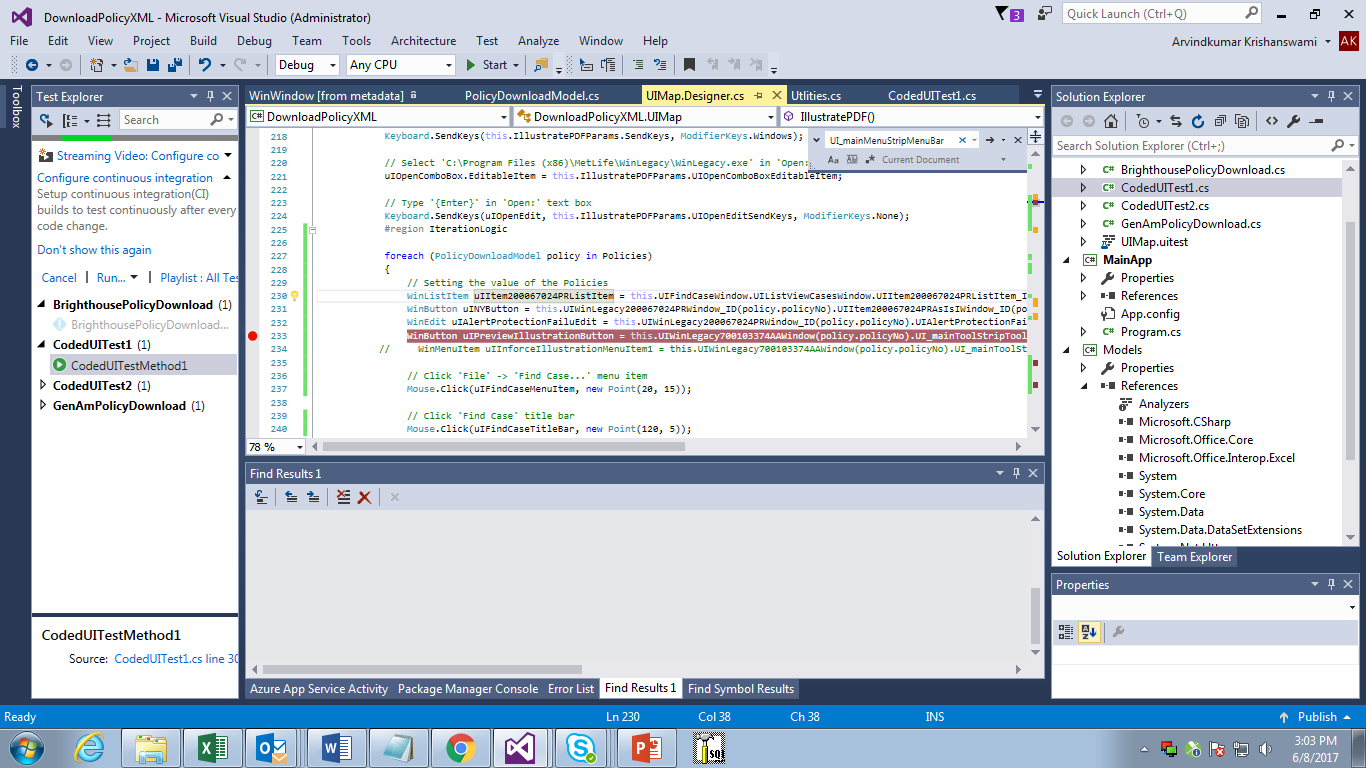 DownloadPolicyXML - Microsoft Visual Studio (Administrator)
3
Quick Launch (Ctrl+Q)
File Edit View Project Build Debug Team Tools Architecture Test Analyze Window Help
Arvindkumar Krishanswami AK
Debug Any CPU Start
Toolbox
Test Explorer
Search
Streaming Video: Configure co
Configure continuous integration
Setup continuous integration(CI)
builds to test continuously after every
code change.
Don't show this again
Cancel Run... Playlist : All Te
BrighthousePolicyDownload (1)
BrighthousePolicyDownload...
CodedUITest1 (1)
CodedUITestMethod1
CodedUITest2 (1)
GenAmPolicyDownload (1)
CodedUITestMethod1
Source: CodedUITest1.cs line 30
WinWindow [from metadata] PolicyDownloadModel.cs UIMap.Designer.cs Utlities.cs CodedUITest1.cs
DownloadPolicyXML DownloadPolicyXML.UIMap IllustratePDF()
UI_mainMenuStripMenuBar
Aa Current Document
218 Keyboard.SendKeys(this.IllustratePDFParams.SendKeys, ModifierKeys.Windows);
219
220 // Select 'C:\Program Files (x86)\MetLife\WinLegacy\WinLegacy.exe' in 'Open:
221 uIOpenComboBox.EditableItem = this.IllustratePDFParams.UIOpenComboBoxEditableItem;
222
223 // Type '{Enter}' in 'Open:' text box
224 Keyboard.SendKeys(uIOpenEdit, this.IllustratePDFParams.UIOpenEditSendKeys, ModifierKeys.None);
225 #region IterationLogic
226
227 foreach (PolicyDownloadModel policy in Policies)
228 {
229 // Setting the value of the Policies
230 WinListItem uIItem200067024PRListItem = this.UIFindCaseWindow.UIListViewCasesWindow.UIItem200067024PRListItem_I
231 WinButton uINYButton = this.UIWinLegacy200067024PRWindow_ID(policy.policyNo).UIItem200067024PRAsIsIWindow_ID(po
232 WinEdit uIAlertProtectionFailuEdit = this.UIWinLegacy200067024PRWindow_ID(policy.policyNo).UIAlertProtectionFai
233 WinButton uIPreviewIllustrationButton = this.UIWinLegacy700103374AAWindow(policy.policyNo).UI_mainToolStripTool
234 // WinMenuItem uIInforceIllustrationMenuItem1 = this.UIWinLegacy700103374AAWindow(policy.policyNo).UI_mainToolSt
235
236 // Click 'File' -> 'Find Case...' menu item
237 Mouse.Click(uIFindCaseMenuItem, new Point(20, 15));
238
239 // Click 'Find Case' title bar
240 Mouse.Click(uIFindCaseTitleBar, new Point(120, 5));
78 %
Find Results 1
Azure App Service Activity Package Manager Console Error List Find Results 1 Find Symbol Results
Solution Explorer
Search Solution Explorer (Ctrl+;)
BrighthousePolicyDownload.cs
CodedUITest1.cs
CodedUITest2.cs
GenAmPolicyDownload.cs
UIMap.uitest
MainApp
Properties
References
App.config
Program.cs
Models
Properties
References
Analyzers
Microsoft.CSharp
Microsoft.Office.Core
Microsoft.Office.Interop.Excel
System
System.Core
System.Data
System.Data.DataSetExtensions
Solution Explorer Team Explorer
Properties
Ready Ln 230 Col 38 Ch 38 INS Publish
3:03 PM
6/8/2017